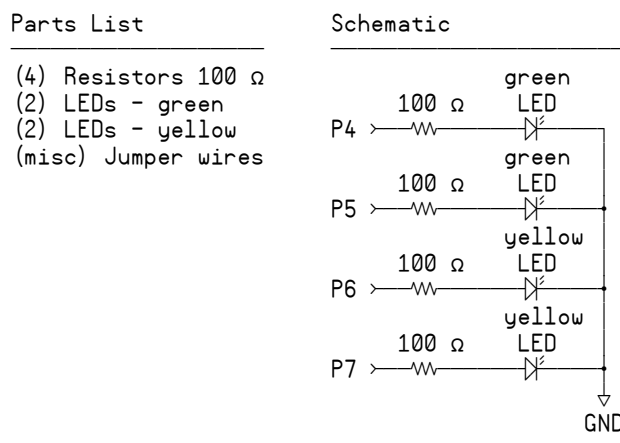 Parts List
(4) Resistors 100 Ω
(2) LEDs - green
(2) LEDs - yellow
(misc) Jumper wires
Schematic
green
100 Ω LED
P4
green
100 Ω LED
P5
yellow
100 Ω LED
P6
yellow
100 Ω LED
P7
GND